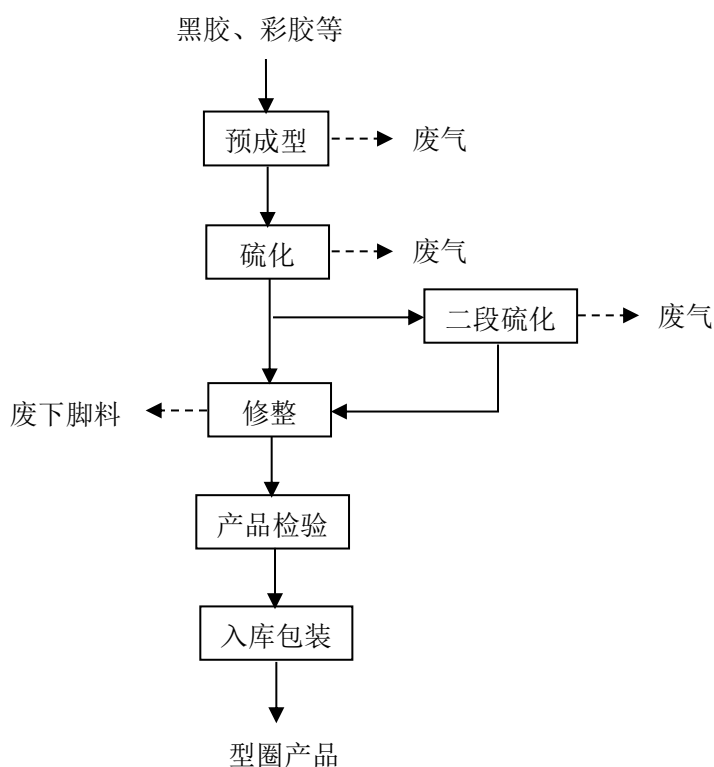 黑胶、彩胶等
预成型
废气
硫化
废气
二段硫化
废气
废下脚料
修整
产品检验
入库包装
型圈产品